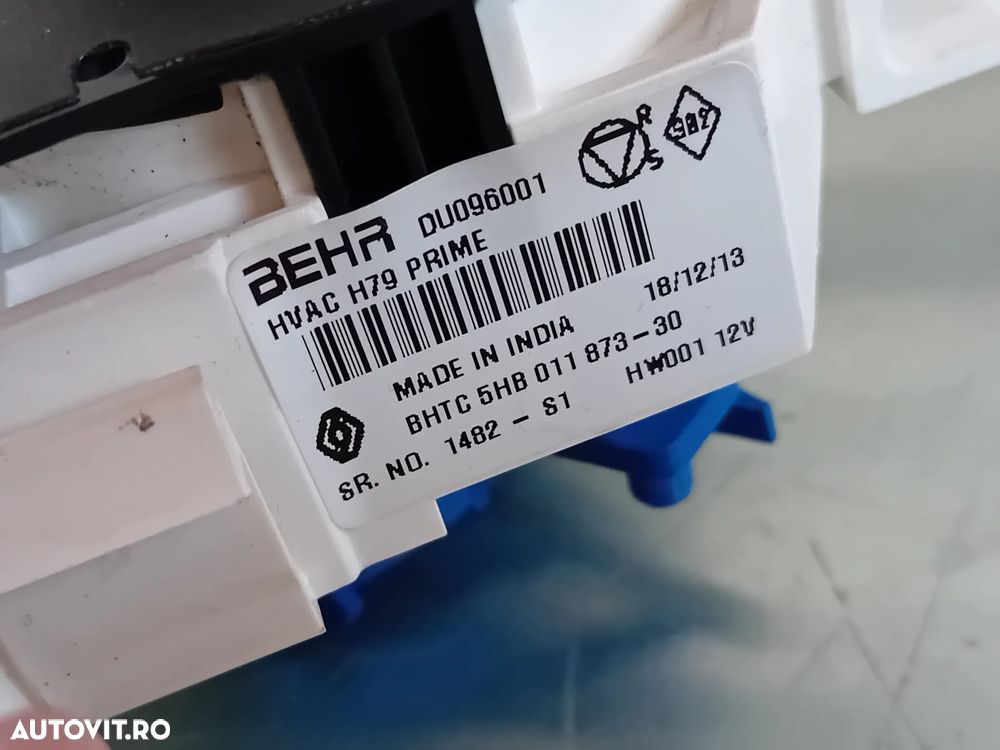 BEHR DU096001
R
S
982
HVAC H79 PRIME
18/12/13
MADE IN INDIA
BHTC 5HB 011 873-30
HW001 12V
SR. NO. 1482 - S1
AUTOVIT.RO